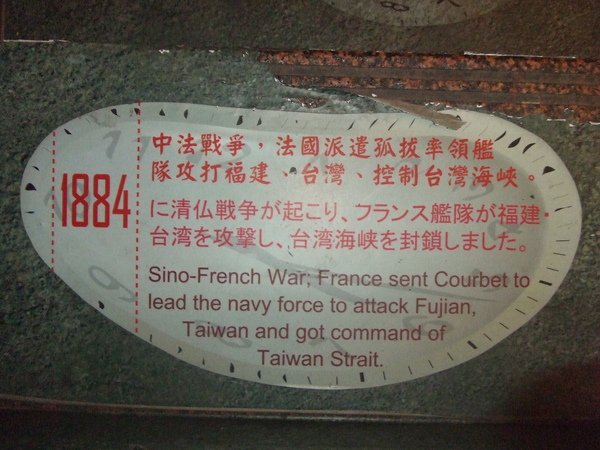 1884
中法戰爭，法國派遣孤拔率領艦
隊攻打福建、台灣、控制台灣海峽。
に清仏戦争が起こり、フランス艦隊が福建・
台湾を攻撃し、台湾海峡を封鎖しました。
Sino-French War; France sent Courbet to
lead the navy force to attack Fujian,
Taiwan and got command of
Taiwan Strait.